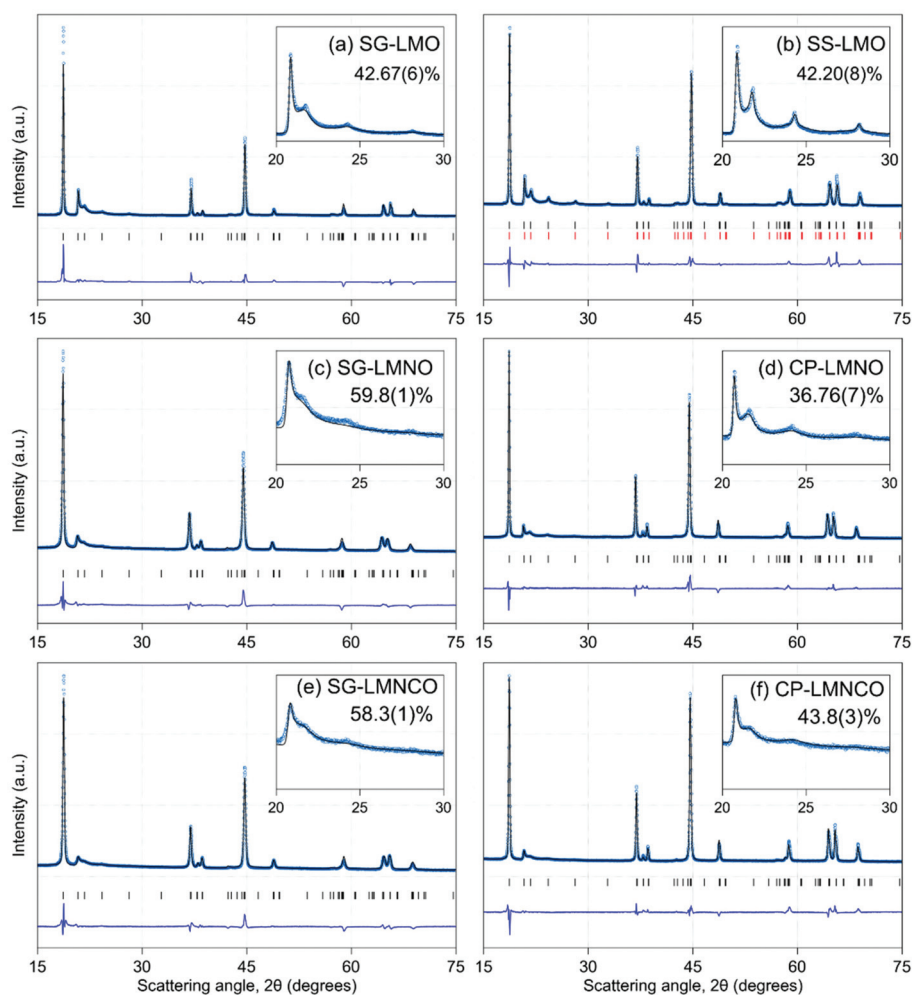 (a) SG-LMO
42.67(6)%
20 25 30
Intensity (a.u.)
15 30 45 60 75
(b) SS-LMO
42.20(8)%
20 25 30
15 30 45 60 75
(c) SG-LMNO
59.8(1)%
20 25 30
Intensity (a.u.)
15 30 45 60 75
(d) CP-LMNO
36.76(7)%
20 25 30
15 30 45 60 75
(e) SG-LMNCO
58.3(1)%
20 25 30
Intensity (a.u.)
15 30 45 60 75
Scattering angle, 2θ (degrees)
(f) CP-LMNCO
43.8(3)%
20 25 30
15 30 45 60 75
Scattering angle, 2θ (degrees)